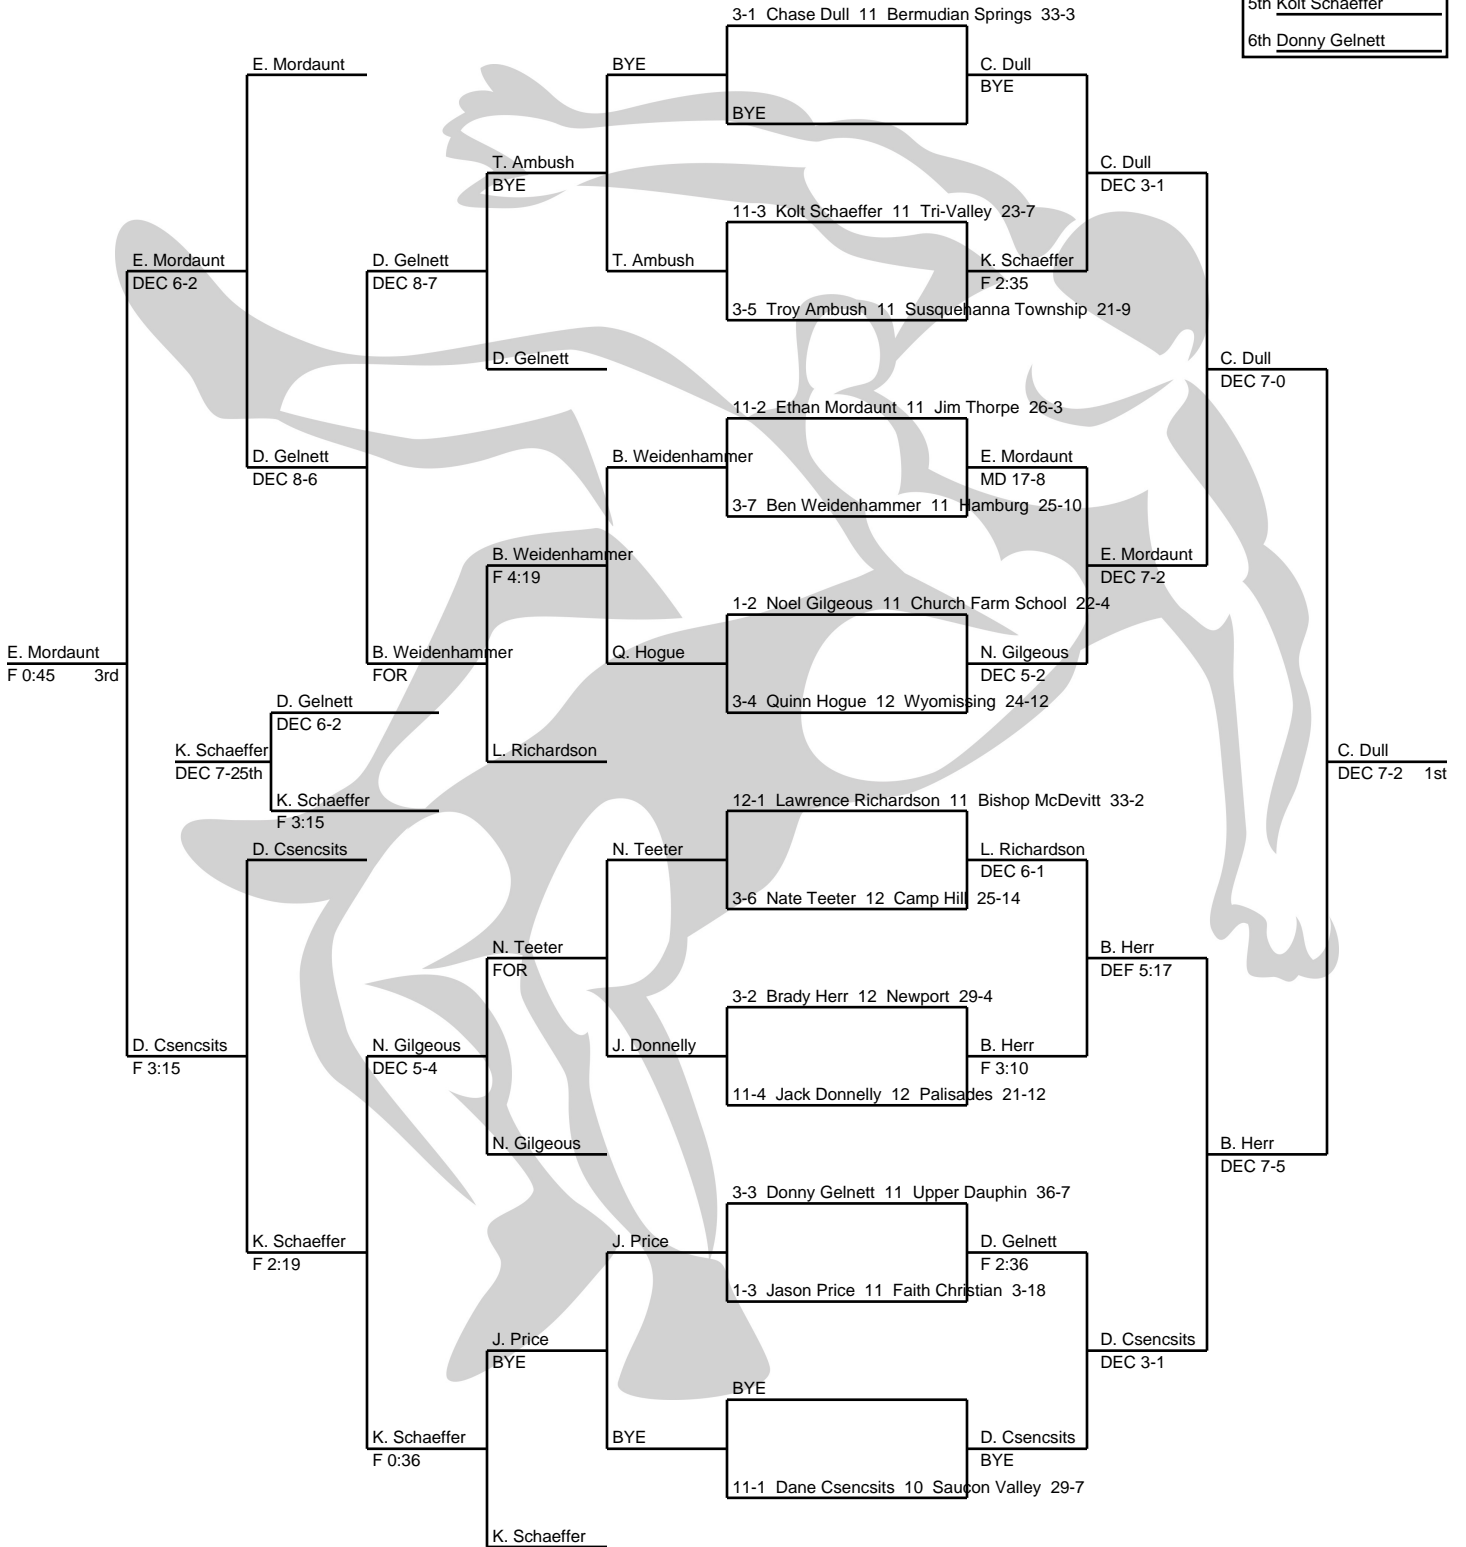 5th Kolt Schaeffer
6th Donny Gelnett
3-1 Chase Dull 11 Bermudian Springs 33-3
E. Mordaunt
BYE
C. Dull
BYE
BYE
T. Ambush
BYE
C. Dull
DEC 3-1
11-3 Kolt Schaeffer 11 Tri-Valley 23-7
E. Mordaunt
DEC 6-2
D. Gelnett
DEC 8-7
T. Ambush
K. Schaeffer
F 2:35
3-5 Troy Ambush 11 Susquehanna Township 21-9
D. Gelnett
C. Dull
DEC 7-0
11-2 Ethan Mordaunt 11 Jim Thorpe 26-3
D. Gelnett
DEC 8-6
B. Weidenhammer
E. Mordaunt
MD 17-8
3-7 Ben Weidenhammer 11 Hamburg 25-10
B. Weidenhammer
F 4:19
E. Mordaunt
DEC 7-2
1-2 Noel Gilgeous 11 Church Farm School 22-4
E. Mordaunt
F 0:45 3rd
B. Weidenhammer
FOR
Q. Hogue
N. Gilgeous
DEC 5-2
D. Gelnett
DEC 6-2
3-4 Quinn Hogue 12 Wyomissing 24-12
K. Schaeffer
DEC 7-25th
L. Richardson
C. Dull
DEC 7-2 1st
K. Schaeffer
F 3:15
12-1 Lawrence Richardson 11 Bishop McDevitt 33-2
D. Csencsits
N. Teeter
L. Richardson
DEC 6-1
3-6 Nate Teeter 12 Camp Hill 25-14
N. Teeter
FOR
B. Herr
DEF 5:17
3-2 Brady Herr 12 Newport 29-4
D. Csencsits
F 3:15
N. Gilgeous
DEC 5-4
J. Donnelly
B. Herr
F 3:10
11-4 Jack Donnelly 12 Palisades 21-12
N. Gilgeous
B. Herr
DEC 7-5
3-3 Donny Gelnett 11 Upper Dauphin 36-7
K. Schaeffer
F 2:19
J. Price
D. Gelnett
F 2:36
1-3 Jason Price 11 Faith Christian 3-18
J. Price
BYE
D. Csencsits
DEC 3-1
BYE
K. Schaeffer
F 0:36
BYE
D. Csencsits
BYE
11-1 Dane Csencsits 10 Saucon Valley 29-7
K. Schaeffer